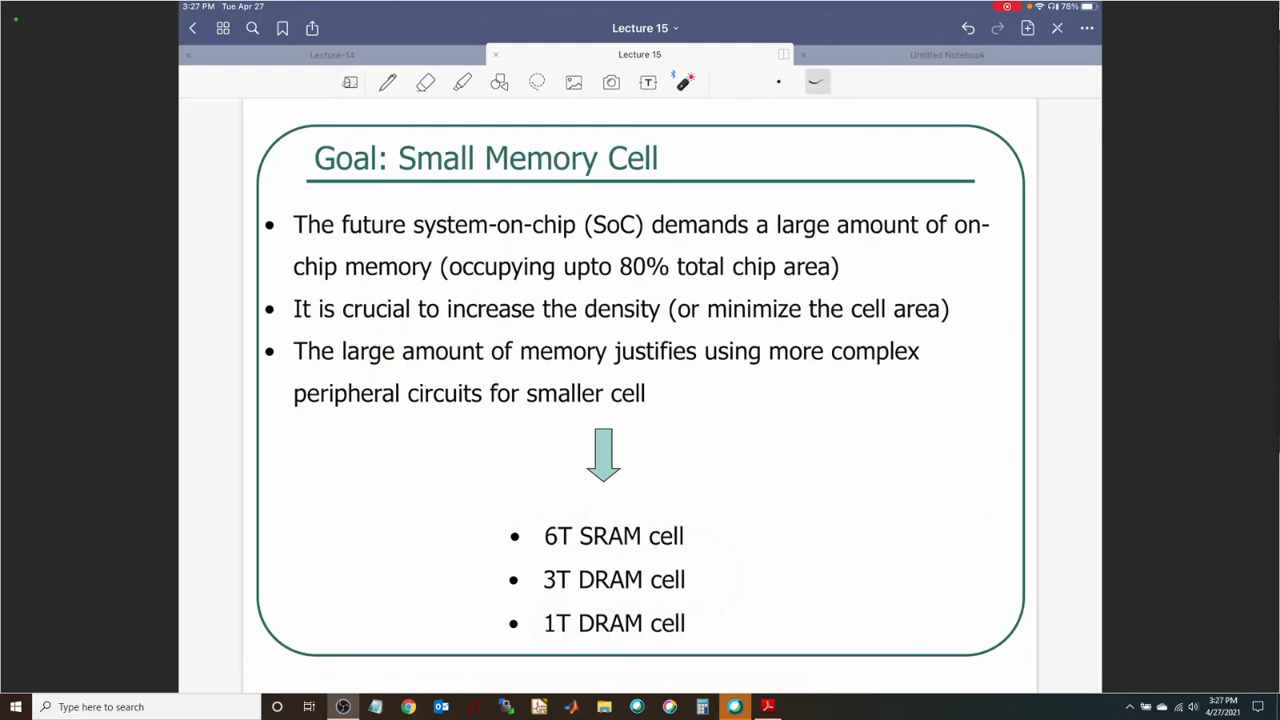 3:27 PM Tue Apr 27
78%
Lecture 15
Lecture-14
Lecture 15
Untitled Notebook
T
Goal: Small Memory Cell
• The future system-on-chip (SoC) demands a large amount of on-
chip memory (occupying upto 80% total chip area)
• It is crucial to increase the density (or minimize the cell area)
• The large amount of memory justifies using more complex
peripheral circuits for smaller cell
• 6T SRAM cell
• 3T DRAM cell
• 1T DRAM cell
Type here to search
3:27 PM
4/27/2021